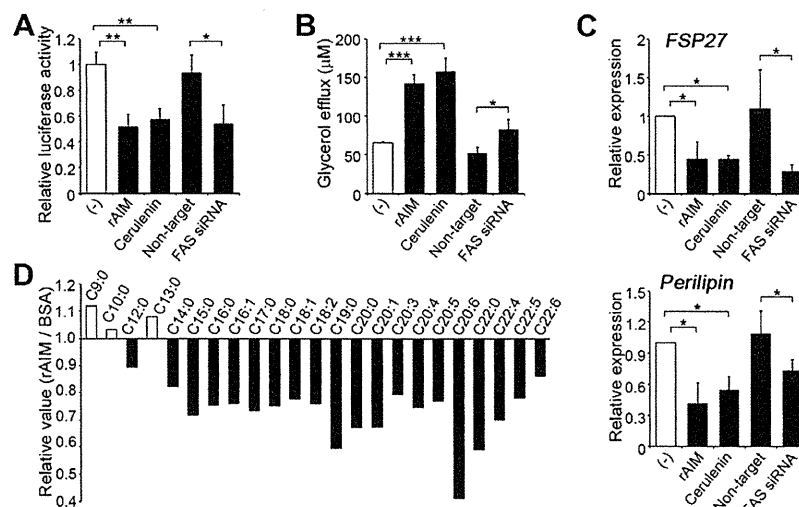 A
Relative luciferase activity
1.2
1
0.8
0.6
0.4
0.2
0
**
**
*
(-)
rAIM
Cerulenin
Non-target
FAS siRNA
B
Glycerol efflux (μM)
200
150
100
50
0
***
***
*
(-)
rAIM
Cerulenin
Non-target
FAS siRNA
C
FSP27
Relative expression
2
1.5
1
0.5
0
*
*
*
(-)
rAIM
Cerulenin
Non-target
FAS siRNA
Perilipin
Relative expression
1.5
1.2
0.9
0.6
0.3
0
*
*
*
(-)
rAIM
Cerulenin
Non-target
FAS siRNA
D
Relative value (rAIM / BSA)
1.2
1.1
1.0
0.9
0.8
0.7
0.6
0.5
0.4
C9:0
C10:0
C12:0
C13:0
C14:0
C15:0
C16:0
C16:1
C17:0
C18:0
C18:1
C18:2
C19:0
C20:0
C20:1
C20:3
C20:4
C20:5
C20:6
C22:0
C22:4
C22:5
C22:6